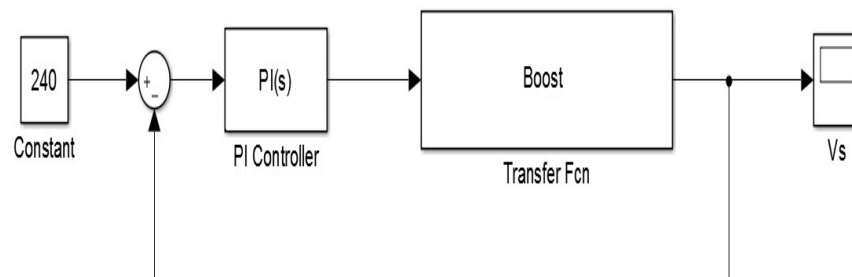 240
Constant
+
−
PI(s)
PI Controller
Boost
Transfer Fcn
Vs